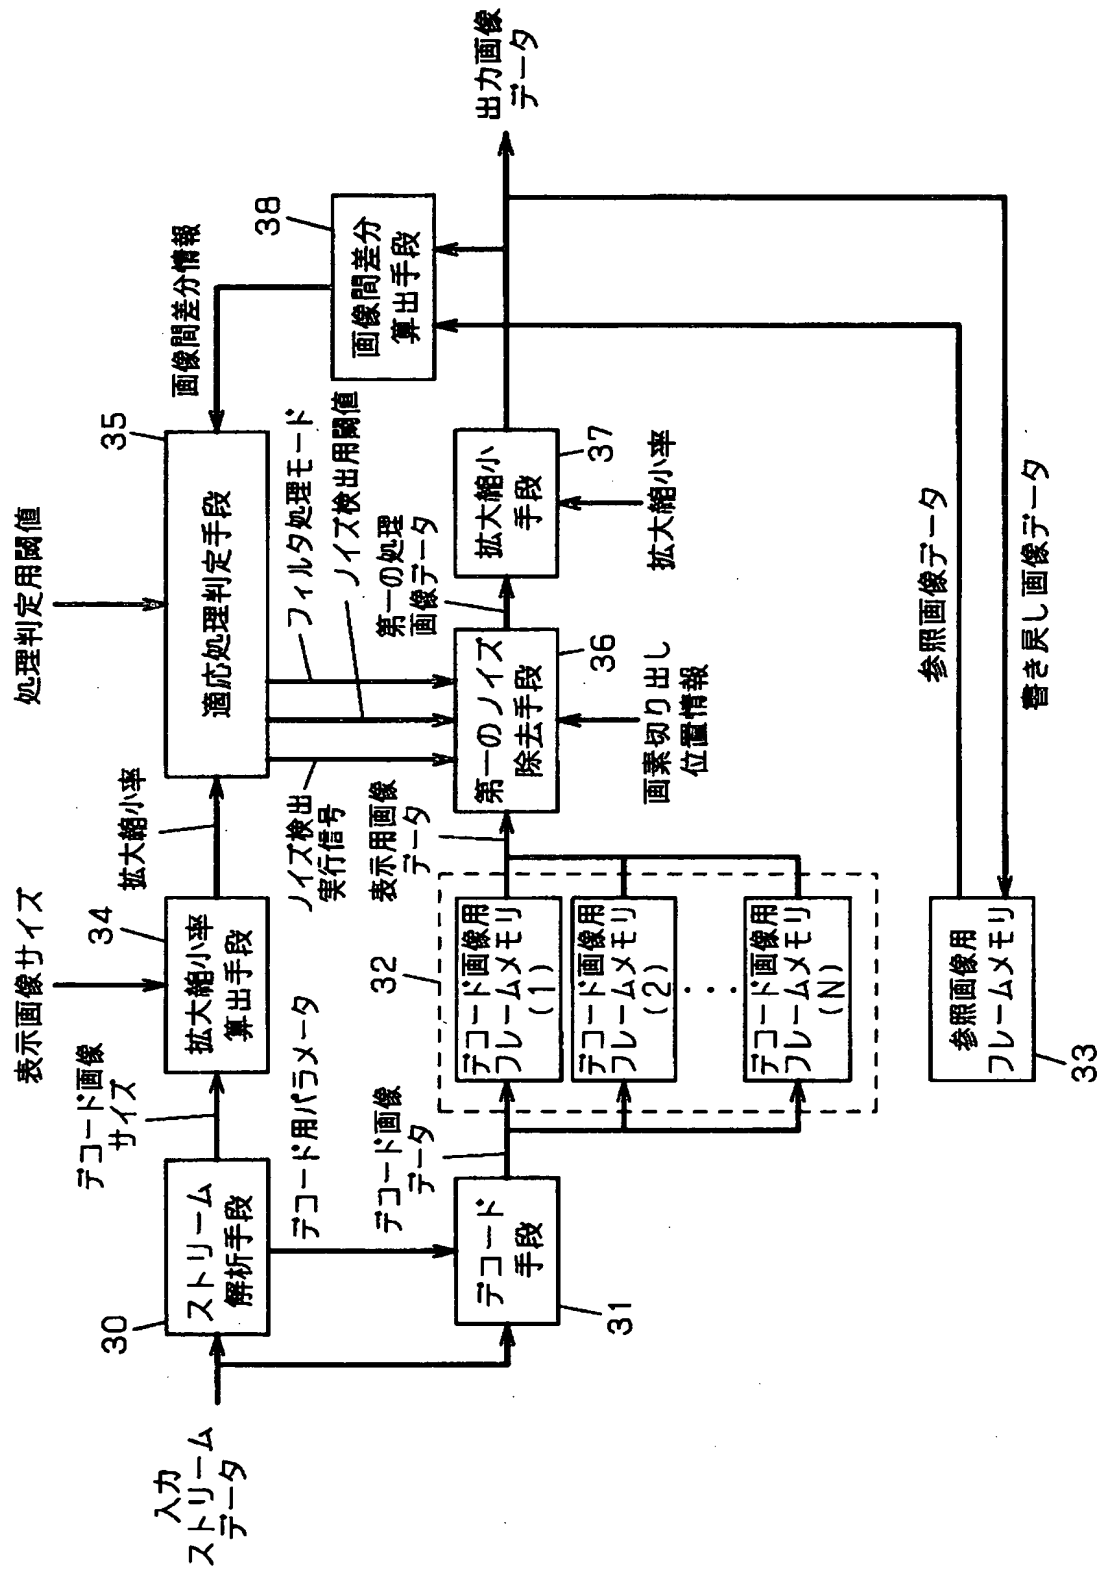 入力
ストリーム
データ
30
ストリーム
解析手段
デコード画像
サイズ
表示画像サイズ
34
拡大縮小率
算出手段
拡大縮小率
処理判定用閾値
35
適応処理判定手段
画像間差分情報
38
画像間差分
算出手段
デコード用パラメータ
ノイズ検出
実行信号
フィルタ処理モード
ノイズ検出用閾値
デコード
手段
31
デコード画像
データ
32
デコード画像用
フレームメモリ
(1)
デコード画像用
フレームメモリ
(2)
・・・
デコード画像用
フレームメモリ
(N)
表示用画像
データ
第一のノイズ
除去手段
36
画素切り出し
位置情報
第一の処理
画像データ
拡大縮小
手段
37
拡大縮小率
出力画像
データ
参照画像用
フレームメモリ
33
参照画像データ
書き戻し画像データ